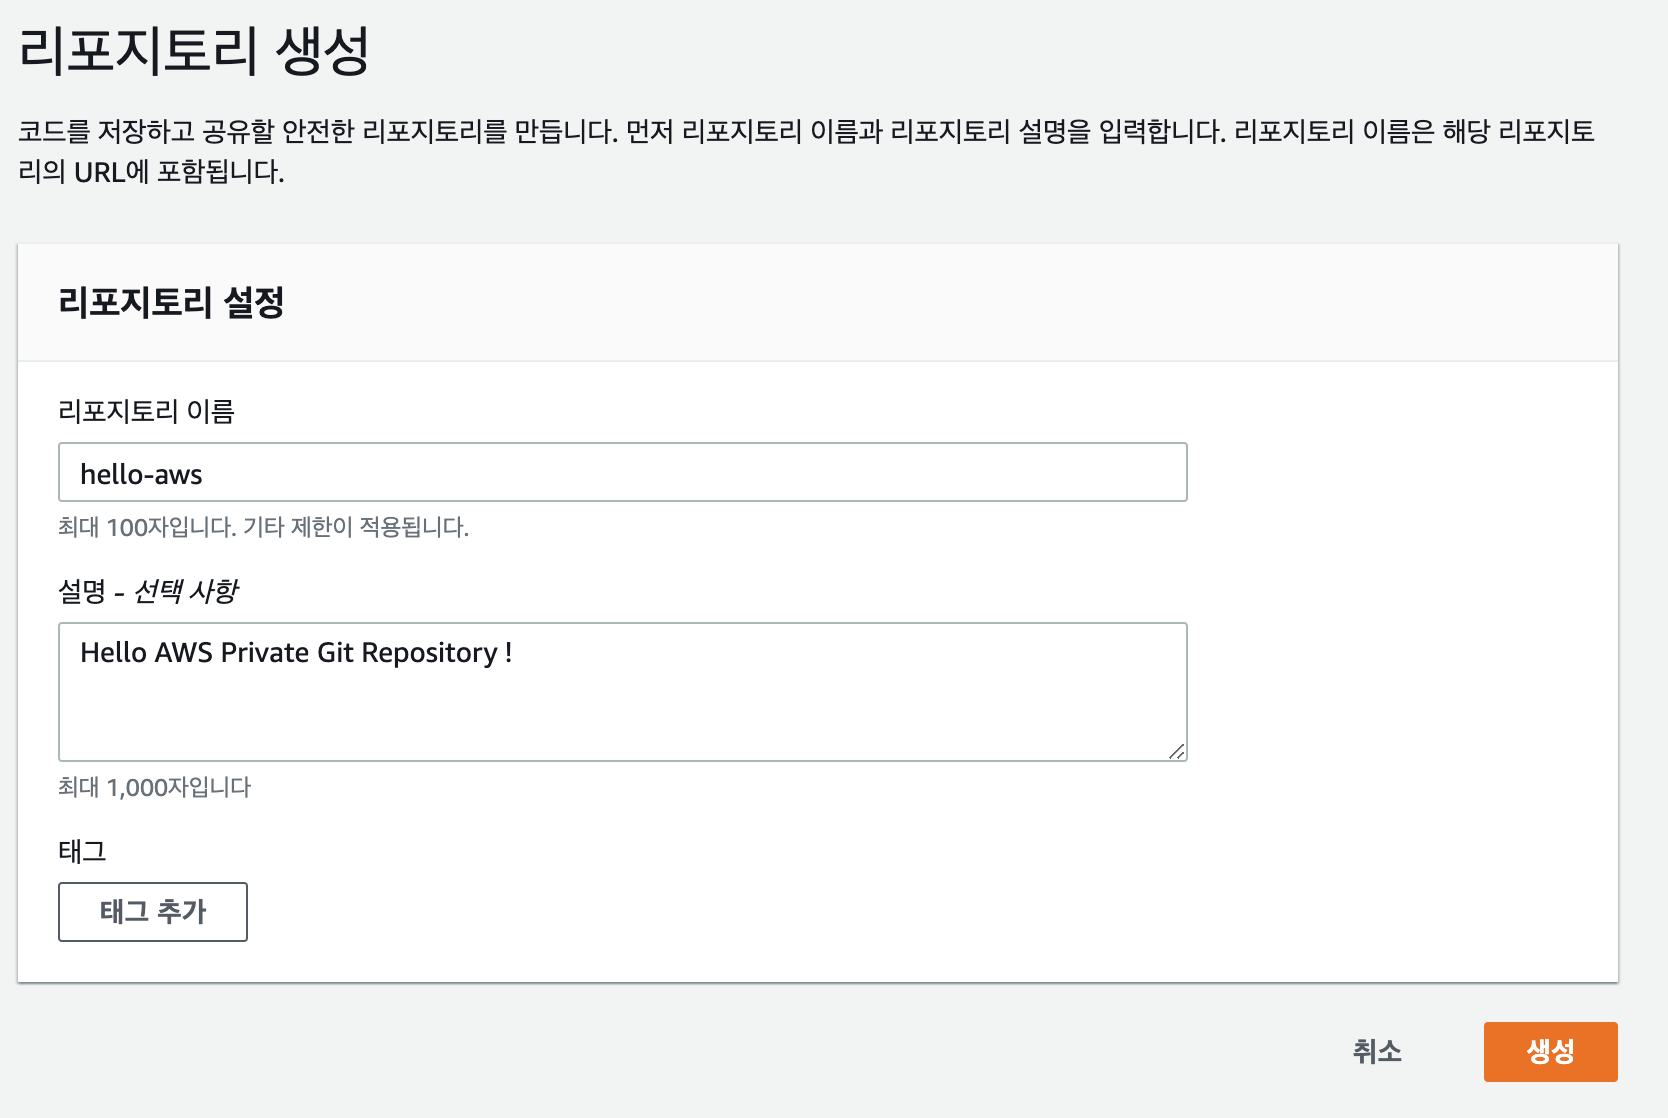 리포지토리 생성
코드를 저장하고 공유할 안전한 리포지토리를 만듭니다. 먼저 리포지토리 이름과 리포지토리 설명을 입력합니다. 리포지토리 이름은 해당 리포지토
리의 URL에 포함됩니다.
리포지토리 설정
리포지토리 이름
hello-aws
최대 100자입니다. 기타 제한이 적용됩니다.
설명 - 선택 사항
Hello AWS Private Git Repository !
최대 1,000자입니다
태그
태그 추가
취소
생성